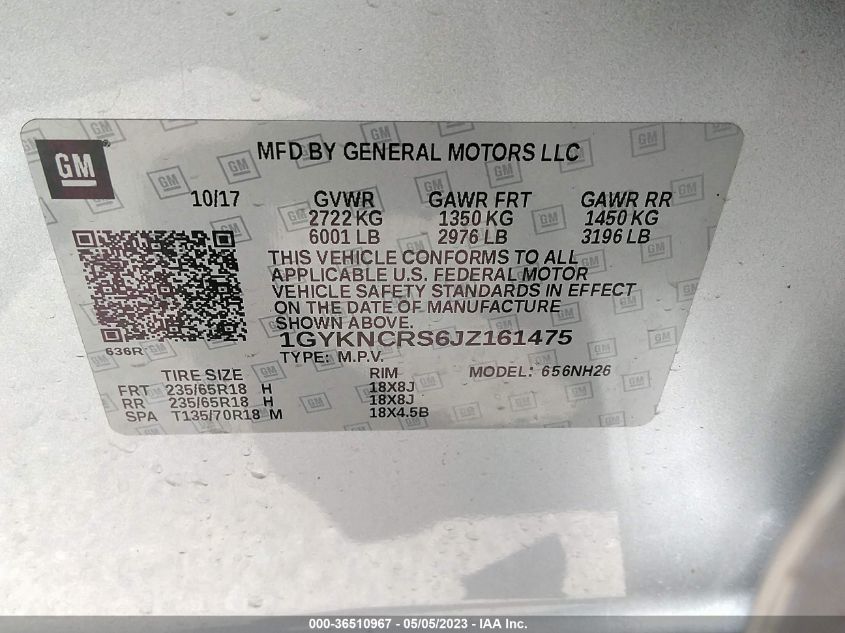 GM
MFD BY GENERAL MOTORS LLC
10/17 GVWR GAWR FRT GAWR RR
2722 KG 1350 KG 1450 KG
6001 LB 2976 LB 3196 LB
THIS VEHICLE CONFORMS TO ALL
APPLICABLE U.S. FEDERAL MOTOR
VEHICLE SAFETY STANDARDS IN EFFECT
ON THE DATE OF MANUFACTURE
SHOWN ABOVE.
1GYKNCRS6JZ161475
636R
TYPE: M.P.V.
TIRE SIZE RIM MODEL: 656NH26
FRT 235/65R18 H 18X8J
RR 235/65R18 H 18X8J
SPA T135/70R18 M 18X4.5B
000-36510967 - 05/05/2023 - IAA Inc.